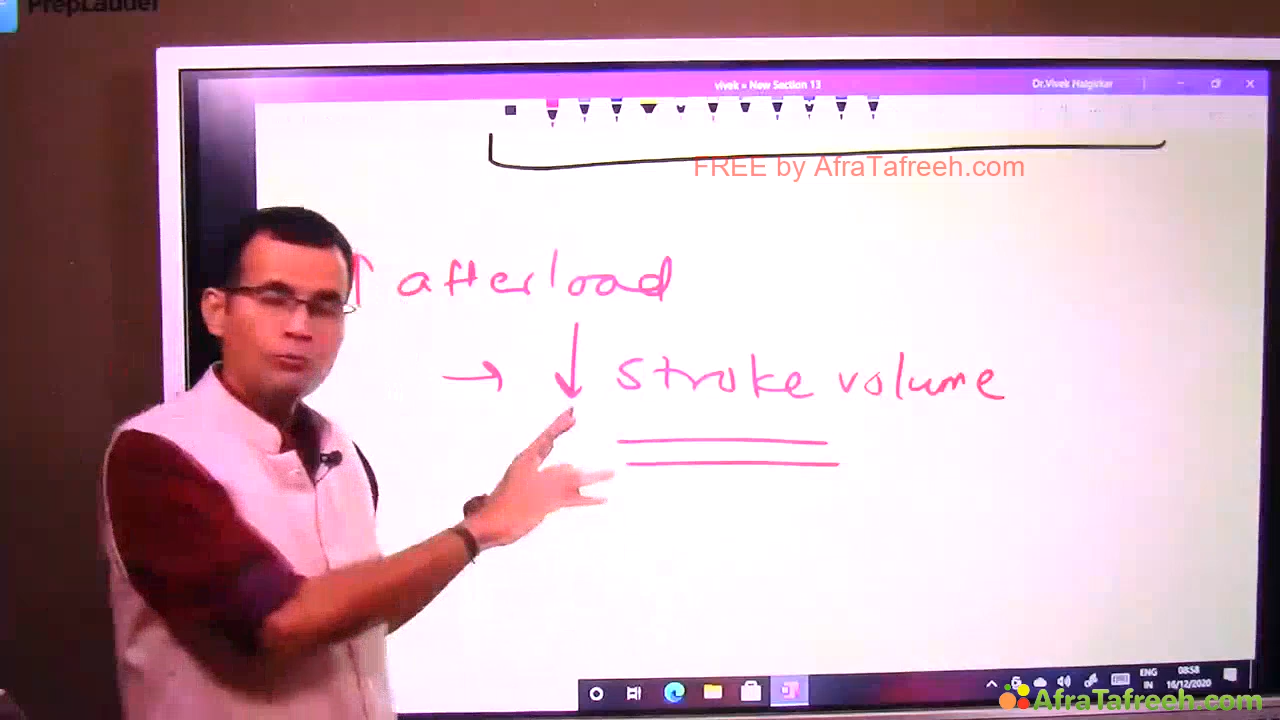 PrepLadder
vivek » New Section 13
Dr.Vivek Nalgirkar
FREE by AfraTafreeh.com
↑ afterload
→ ↓ stroke volume
ENG
IN
08:58
16/12/2020
AfraTafreeh.com